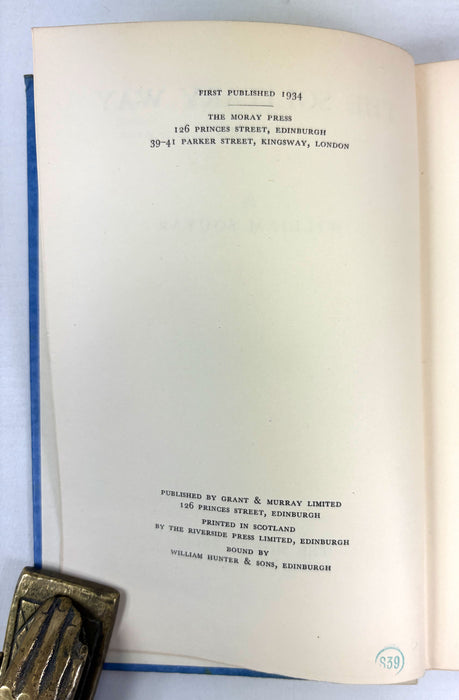 FIRST PUBLISHED 1934
THE MORAY PRESS
126 PRINCES STREET, EDINBURGH
39-41 PARKER STREET, KINGSWAY, LONDON
PUBLISHED BY GRANT & MURRAY LIMITED
126 PRINCES STREET, EDINBURGH
PRINTED IN SCOTLAND
BY THE RIVERSIDE PRESS LIMITED, EDINBURGH
BOUND BY
WILLIAM HUNTER & SONS, EDINBURGH
839